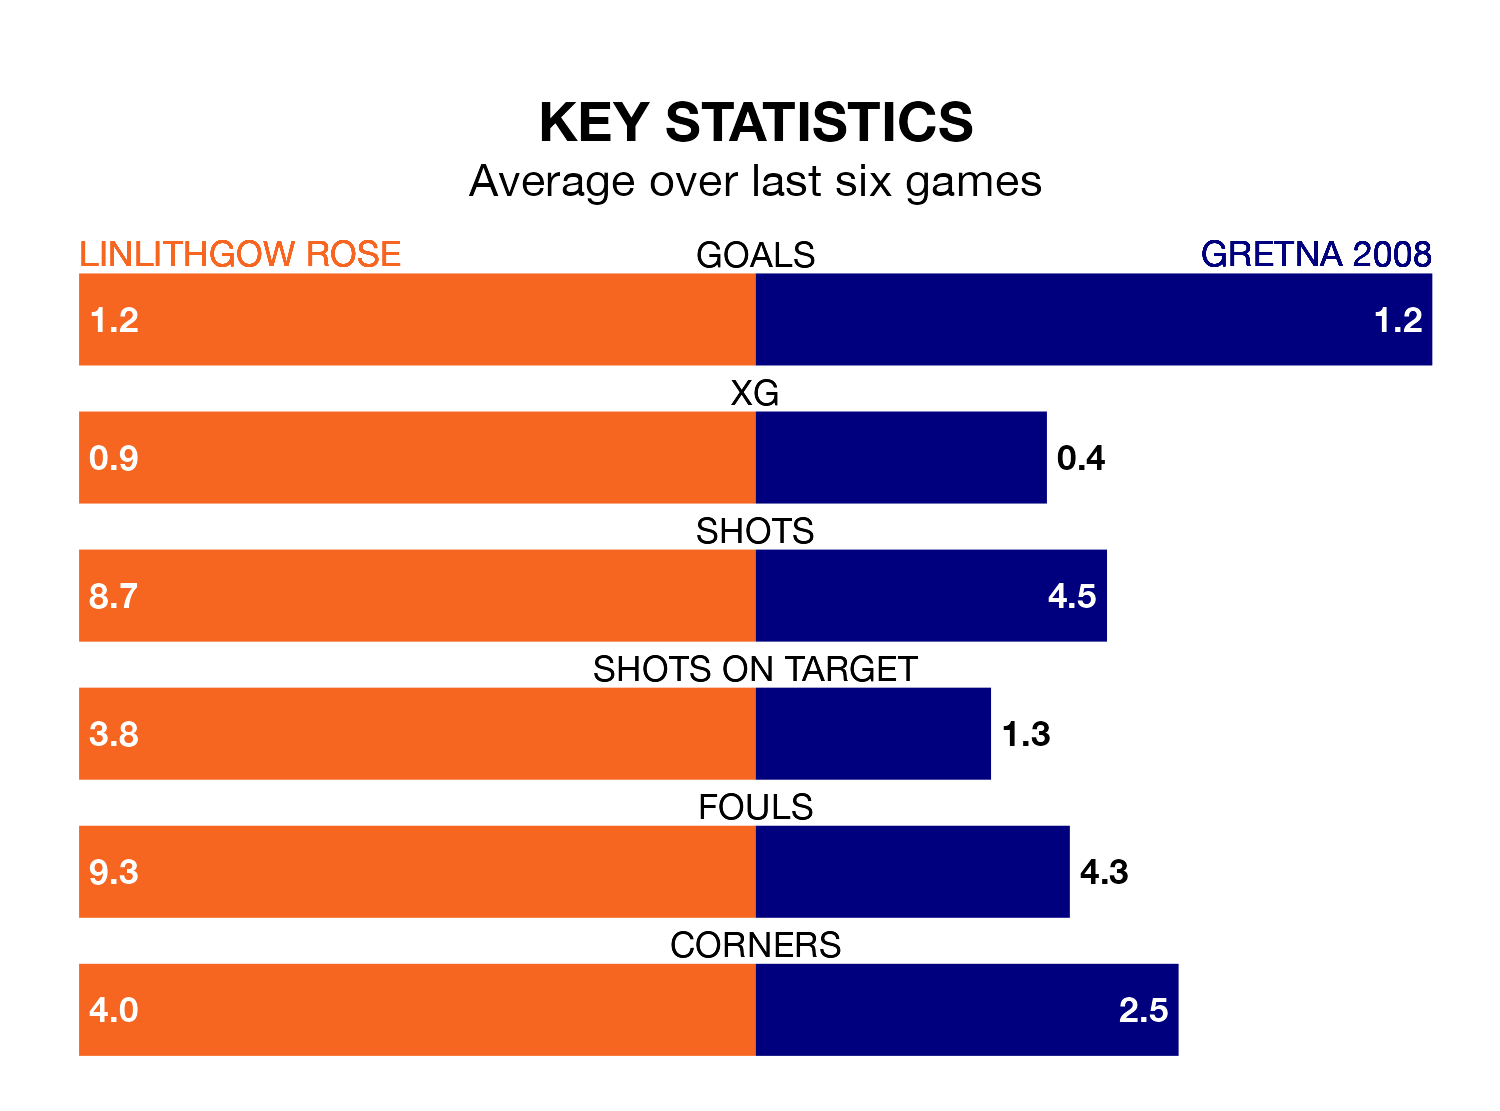 KEY STATISTICS
Average over last six games
LINLITHGOW ROSE GOALS GRETNA 2008
1.2 1.2
XG
0.9 0.4
SHOTS
8.7 4.5
SHOTS ON TARGET
3.8 1.3
FOULS
9.3 4.3
CORNERS
4.0 2.5